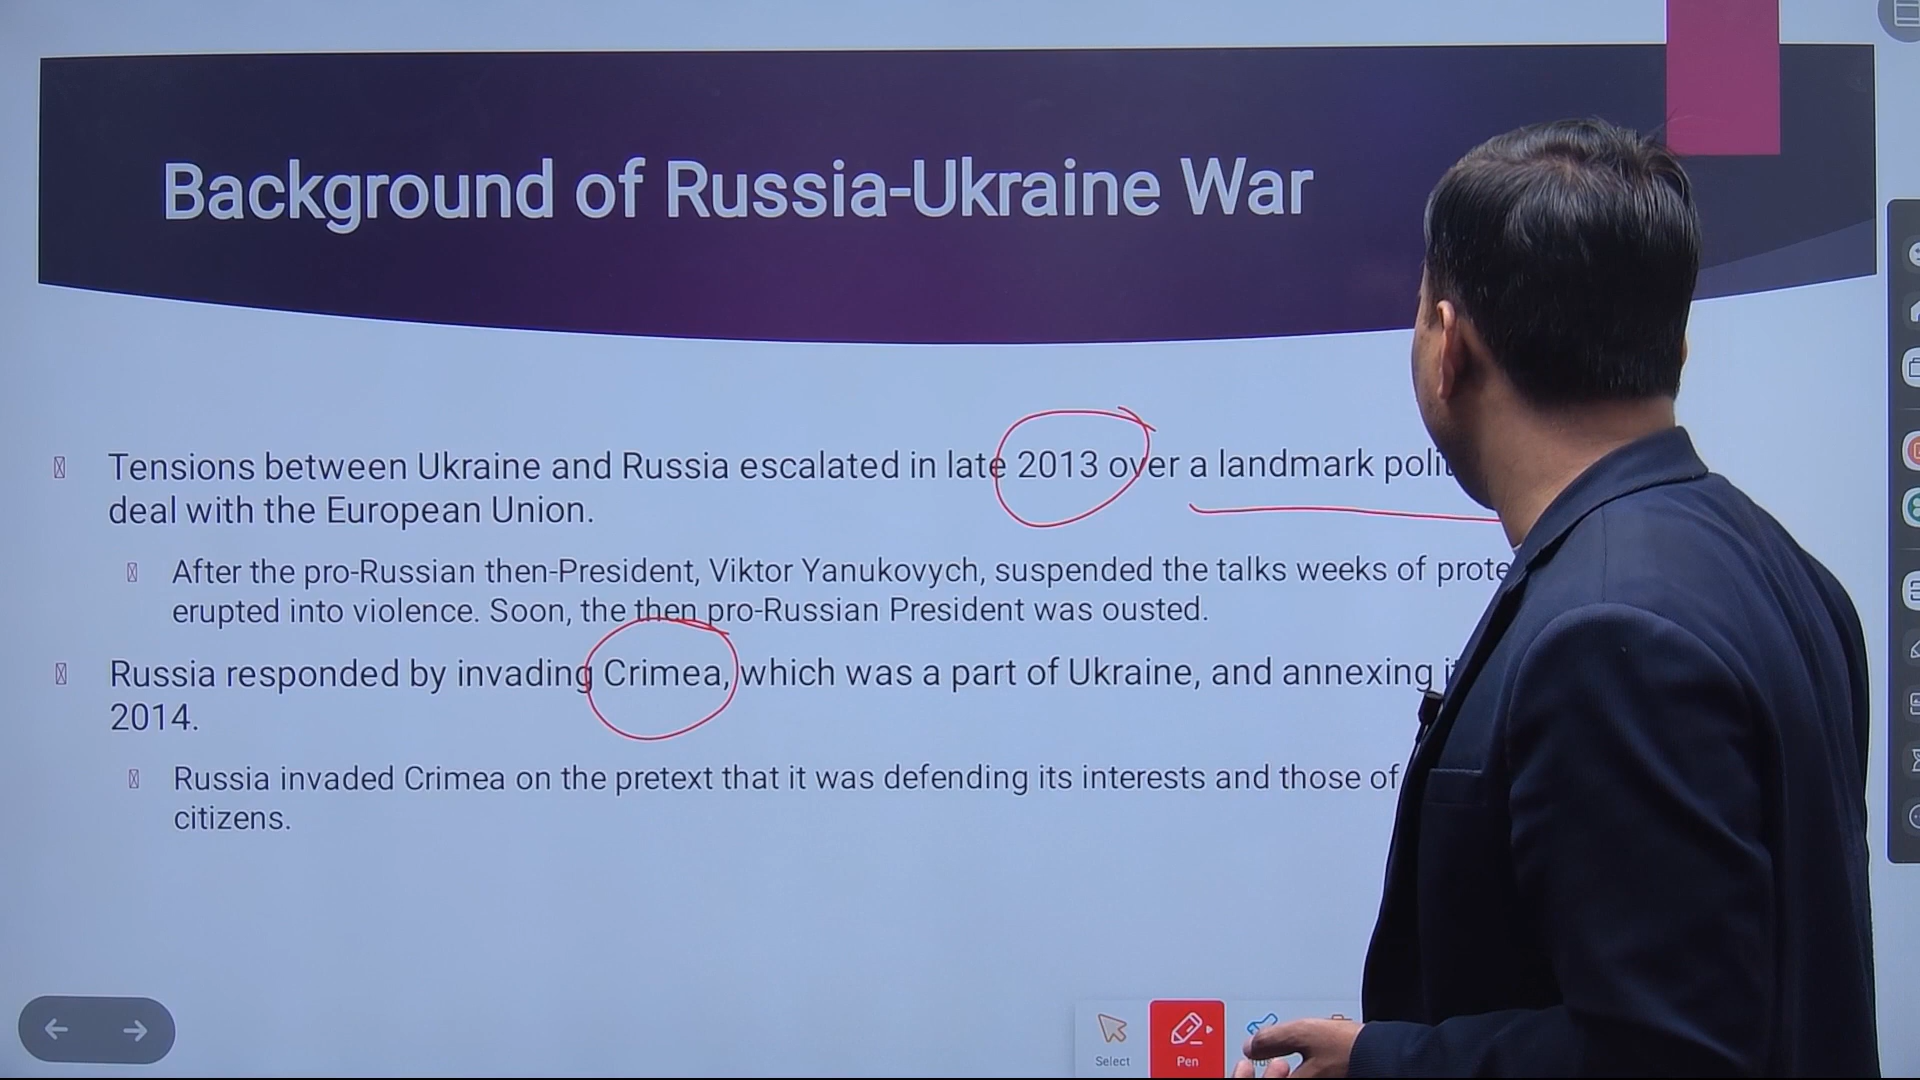 Background of Russia-Ukraine War
Tensions between Ukraine and Russia escalated in late 2013 over a landmark
deal with the European Union.
After the pro-Russian then-President, Viktor Yanukovych, suspended the talks weeks of
erupted into violence. Soon, the then pro-Russian President was ousted.
Russia responded by invading Crimea, which was a part of Ukraine, and annexing
2014.
Russia invaded Crimea on the pretext that it was defending its interests and those of
citizens.
Select
Pen